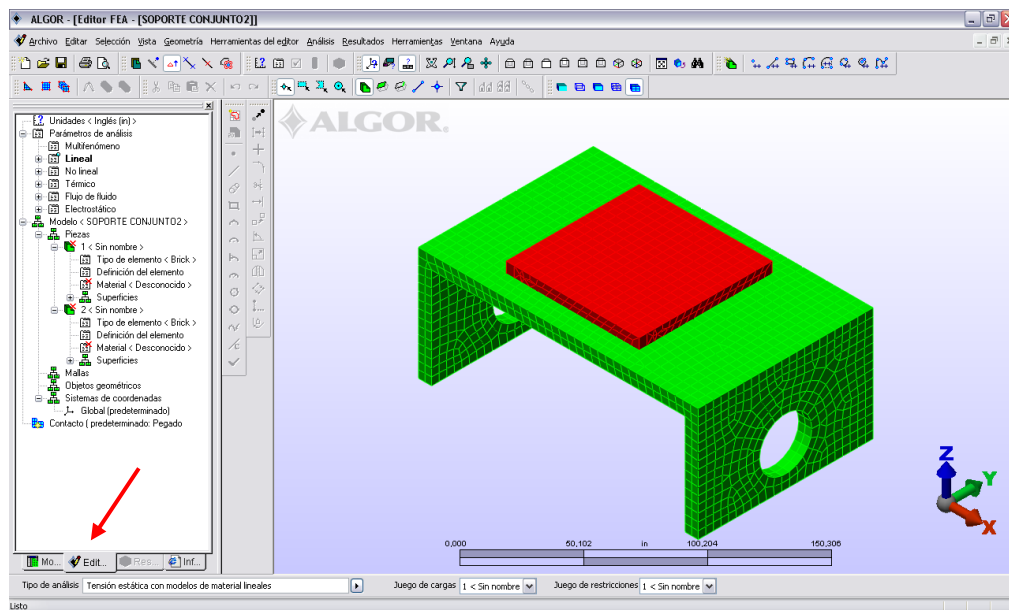 ALGOR - [Editor FEA - [SOPORTE CONJUNTO2]]
Archivo Editar Selección Vista Geometría Herramientas del editor Análisis Resultados Herramientas Ventana Ayuda
Unidades < Inglés (in) >
Parámetros de análisis
Multifenómeno
Lineal
No lineal
Térmico
Flujo de fluido
Electrostático
Modelo < SOPORTE CONJUNTO2 >
Piezas
1 < Sin nombre >
Tipo de elemento < Brick >
Definición del elemento
Material < Desconocido >
Superficies
2 < Sin nombre >
Tipo de elemento < Brick >
Definición del elemento
Material < Desconocido >
Superficies
Mallas
Objetos geométricos
Sistemas de coordenadas
Global (predeterminado)
Contacto ( predeterminado: Pegado
ALGOR.
Z
Y
X
0,000 50,102 in 100,204 150,306
Mo... Edit... Res... Inf...
Tipo de análisis Tensión estática con modelos de material lineales Juego de cargas 1 < Sin nombre Juego de restricciones 1 < Sin nombre
Listo